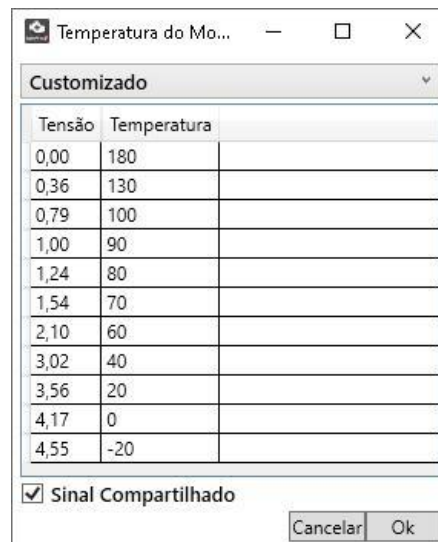 Temperatura do Mo...
Customizado
Tensão Temperatura
0,00 180
0,36 130
0,79 100
1,00 90
1,24 80
1,54 70
2,10 60
3,02 40
3,56 20
4,17 0
4,55 -20
Sinal Compartilhado
Cancelar Ok